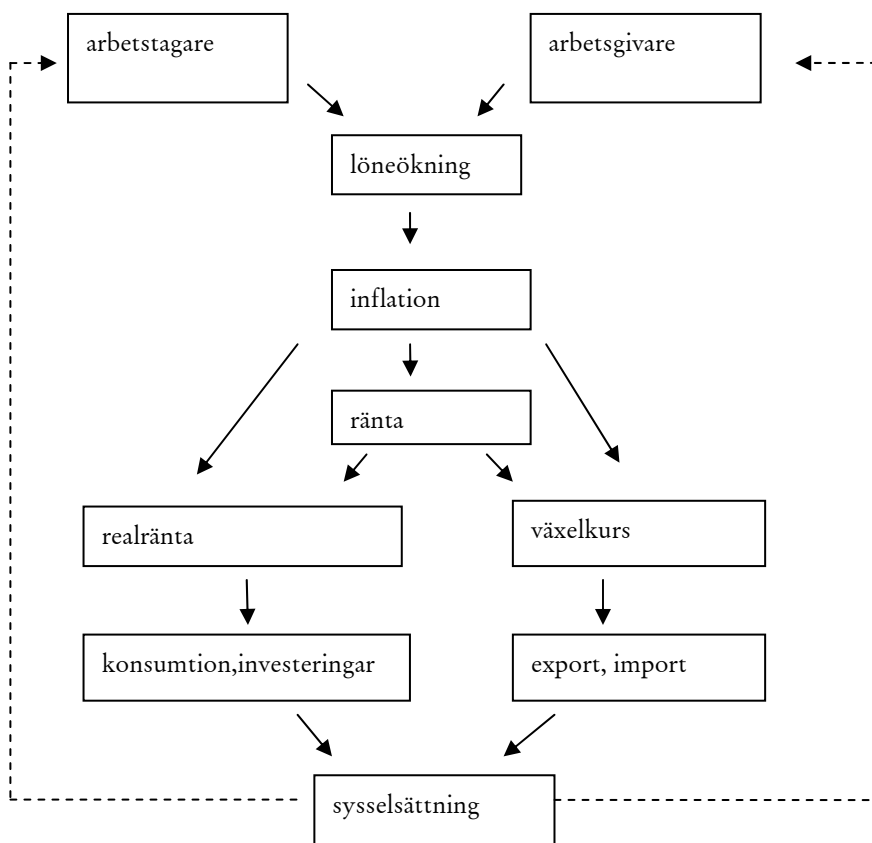 arbetstagare
arbetsgivare
löneökning
inflation
ränta
realränta
växelkurs
konsumtion,investeringar
export, import
sysselsättning